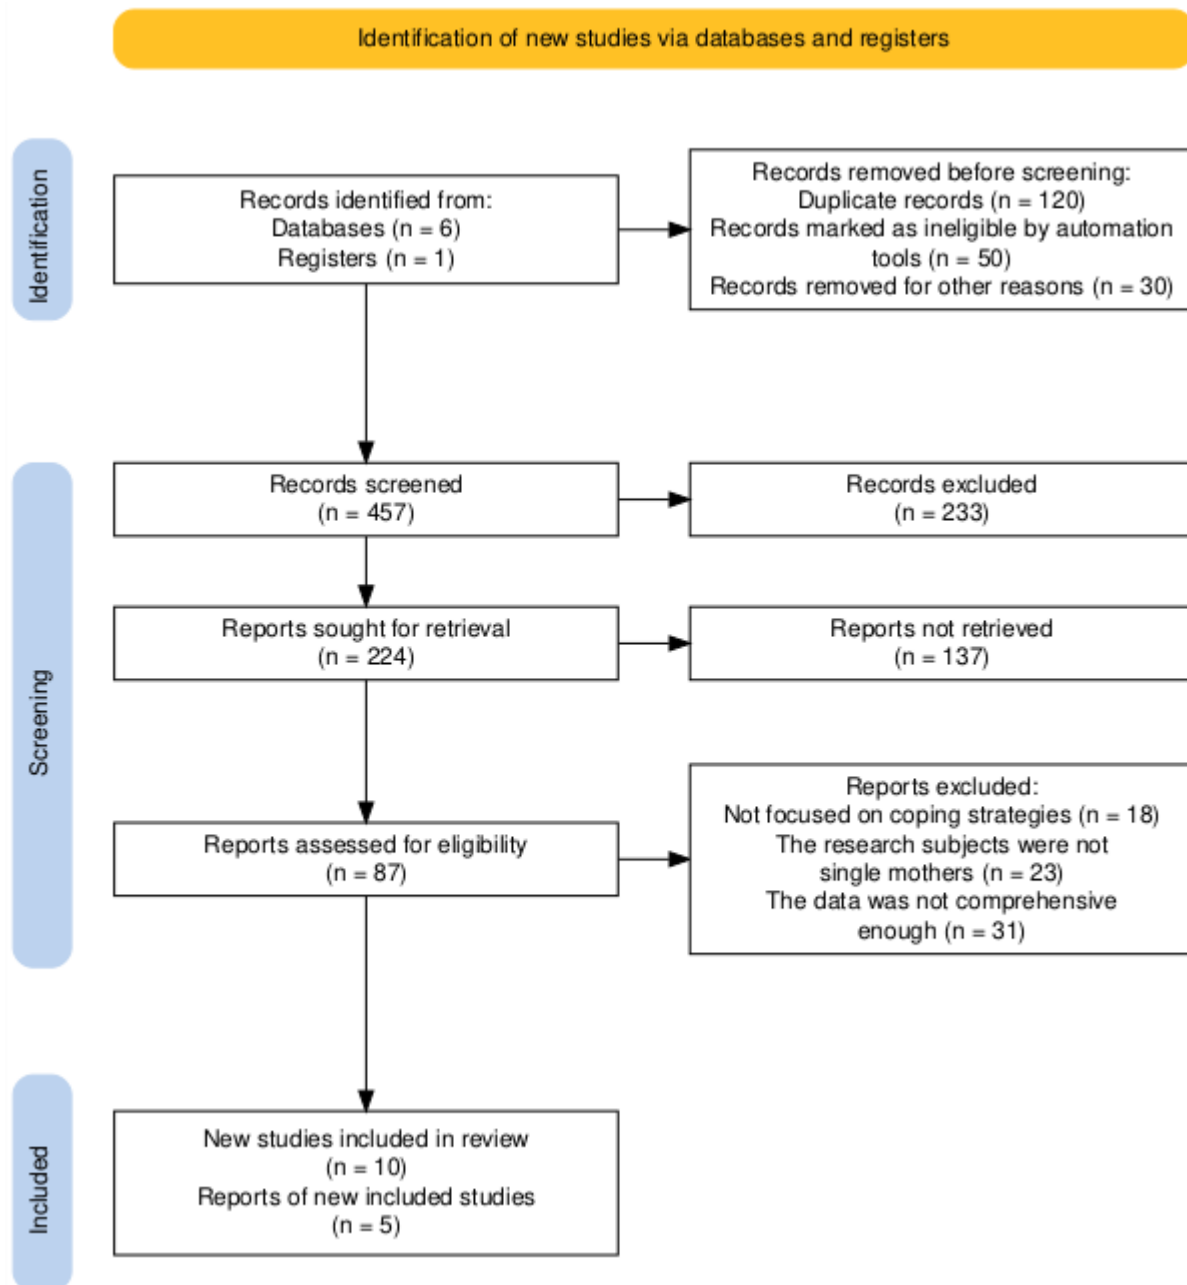 Identification of new studies via databases and registers
Identification
Records identified from:
Databases (n = 6)
Registers (n = 1)
Records removed before screening:
Duplicate records (n = 120)
Records marked as ineligible by automation
tools (n = 50)
Records removed for other reasons (n = 30)
Screening
Records screened
(n = 457)
Records excluded
(n = 233)
Reports sought for retrieval
(n = 224)
Reports not retrieved
(n = 137)
Reports assessed for eligibility
(n = 87)
Reports excluded:
Not focused on coping strategies (n = 18)
The research subjects were not
single mothers (n = 23)
The data was not comprehensive
enough (n = 31)
Included
New studies included in review
(n = 10)
Reports of new included studies
(n = 5)